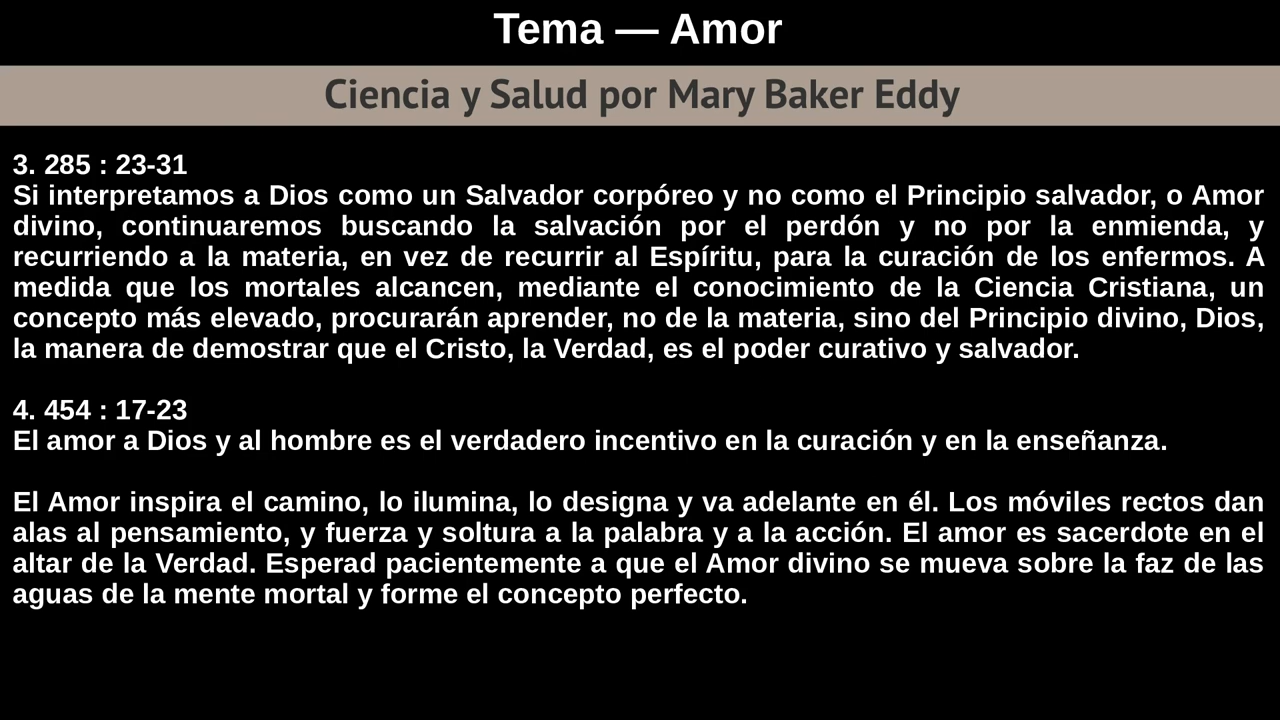 Tema — Amor
Ciencia y Salud por Mary Baker Eddy
3. 285 : 23-31
Si interpretamos a Dios como un Salvador corpóreo y no como el Principio salvador, o Amor
divino, continuaremos buscando la salvación por el perdón y no por la enmienda, y
recurriendo a la materia, en vez de recurrir al Espíritu, para la curación de los enfermos. A
medida que los mortales alcancen, mediante el conocimiento de la Ciencia Cristiana, un
concepto más elevado, procurarán aprender, no de la materia, sino del Principio divino, Dios,
la manera de demostrar que el Cristo, la Verdad, es el poder curativo y salvador.
4. 454 : 17-23
El amor a Dios y al hombre es el verdadero incentivo en la curación y en la enseñanza.
El Amor inspira el camino, lo ilumina, lo designa y va adelante en él. Los móviles rectos dan
alas al pensamiento, y fuerza y soltura a la palabra y a la acción. El amor es sacerdote en el
altar de la Verdad. Esperad pacientemente a que el Amor divino se mueva sobre la faz de las
aguas de la mente mortal y forme el concepto perfecto.